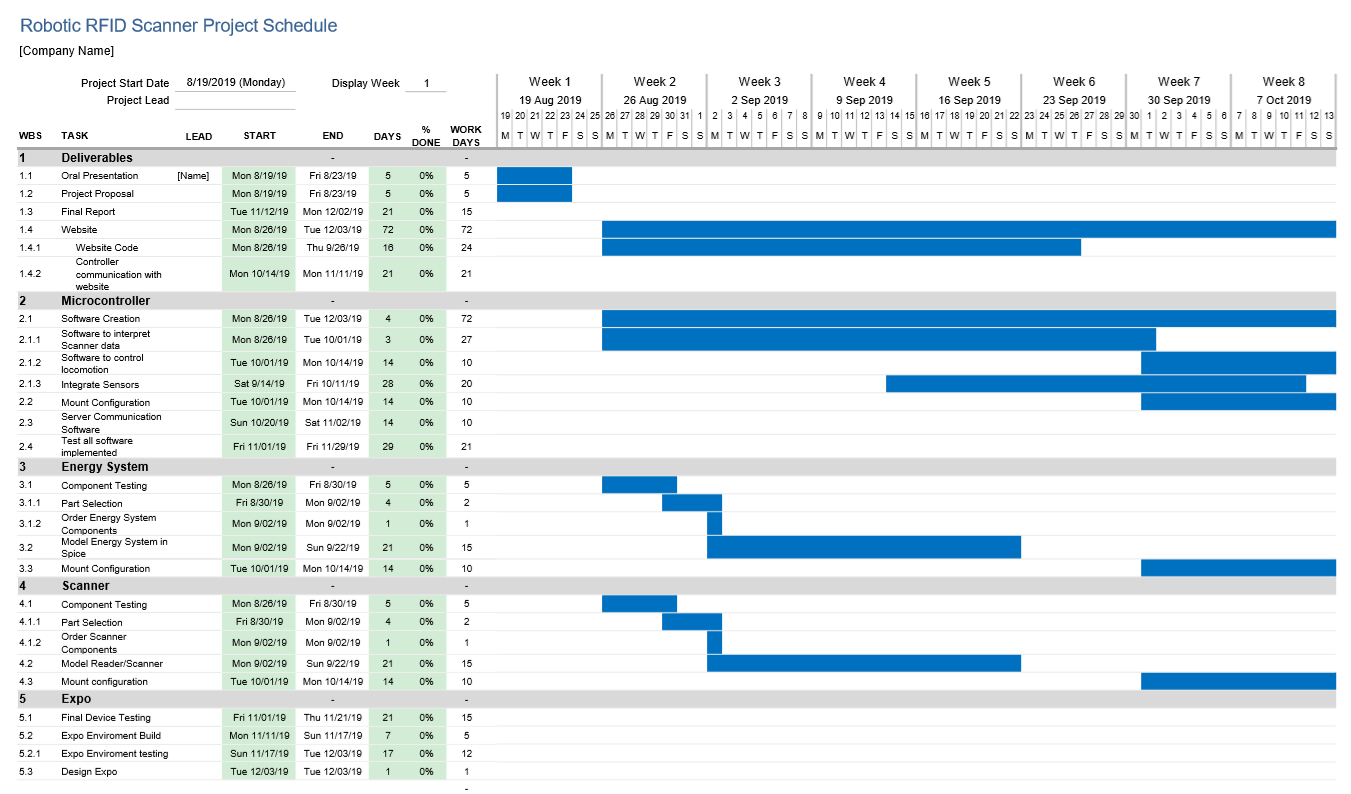 Robotic RFID Scanner Project Schedule
[Company Name]
Project Start Date 8/19/2019 (Monday) Display Week 1 Week 1 Week 2 Week 3 Week 4 Week 5 Week 6 Week 7 Week 8
Project Lead 19 Aug 2019 26 Aug 2019 2 Sep 2019 9 Sep 2019 16 Sep 2019 23 Sep 2019 30 Sep 2019 7 Oct 2019
19 20 21 22 23 24 25 26 27 28 29 30 31 1 2 3 4 5 6 7 8 9 10 11 12 13 14 15 16 17 18 19 20 21 22 23 24 25 26 27 28 29 30 1 2 3 4 5 6 7 8 9 10 11 12 13
WBS TASK LEAD START END DAYS % DONE WORK DAYS M T W T F S S M T W T F S S M T W T F S S M T W T F S S M T W T F S S M T W T F S S M T W T F S S M T W T F S S
1 Deliverables - -
1.1 Oral Presentation [Name] Mon 8/19/19 Fri 8/23/19 5 0% 5
1.2 Project Proposal Mon 8/19/19 Fri 8/23/19 5 0% 5
1.3 Final Report Tue 11/12/19 Mon 12/02/19 21 0% 15
1.4 Website Mon 8/26/19 Tue 12/03/19 72 0% 72
1.4.1 Website Code Mon 8/26/19 Thu 9/26/19 16 0% 24
1.4.2 Controller communication with website Mon 10/14/19 Mon 11/11/19 21 0% 21
2 Microcontroller - -
2.1 Software Creation Mon 8/26/19 Tue 12/03/19 4 0% 72
2.1.1 Software to interpret Scanner data Mon 8/26/19 Tue 10/01/19 3 0% 27
2.1.2 Software to control locomotion Tue 10/01/19 Mon 10/14/19 14 0% 10
2.1.3 Integrate Sensors Sat 9/14/19 Fri 10/11/19 28 0% 20
2.2 Mount Configuration Tue 10/01/19 Mon 10/14/19 14 0% 10
2.3 Server Communication Software Sun 10/20/19 Sat 11/02/19 14 0% 10
2.4 Test all software implemented Fri 11/01/19 Fri 11/29/19 29 0% 21
3 Energy System - -
3.1 Component Testing Mon 8/26/19 Fri 8/30/19 5 0% 5
3.1.1 Part Selection Fri 8/30/19 Mon 9/02/19 4 0% 2
3.1.2 Order Energy System Components Mon 9/02/19 Mon 9/02/19 1 0% 1
3.2 Model Energy System in Spice Mon 9/02/19 Sun 9/22/19 21 0% 15
3.3 Mount Configuration Tue 10/01/19 Mon 10/14/19 14 0% 10
4 Scanner - -
4.1 Component Testing Mon 8/26/19 Fri 8/30/19 5 0% 5
4.1.1 Part Selection Fri 8/30/19 Mon 9/02/19 4 0% 2
4.1.2 Order Scanner Components Mon 9/02/19 Mon 9/02/19 1 0% 1
4.2 Model Reader/Scanner Mon 9/02/19 Sun 9/22/19 21 0% 15
4.3 Mount configuration Tue 10/01/19 Mon 10/14/19 14 0% 10
5 Expo - -
5.1 Final Device Testing Fri 11/01/19 Thu 11/21/19 21 0% 15
5.2 Expo Enviroment Build Mon 11/11/19 Sun 11/17/19 7 0% 5
5.2.1 Expo Enviroment testing Sun 11/17/19 Tue 12/03/19 17 0% 12
5.3 Design Expo Tue 12/03/19 Tue 12/03/19 1 0% 1
-